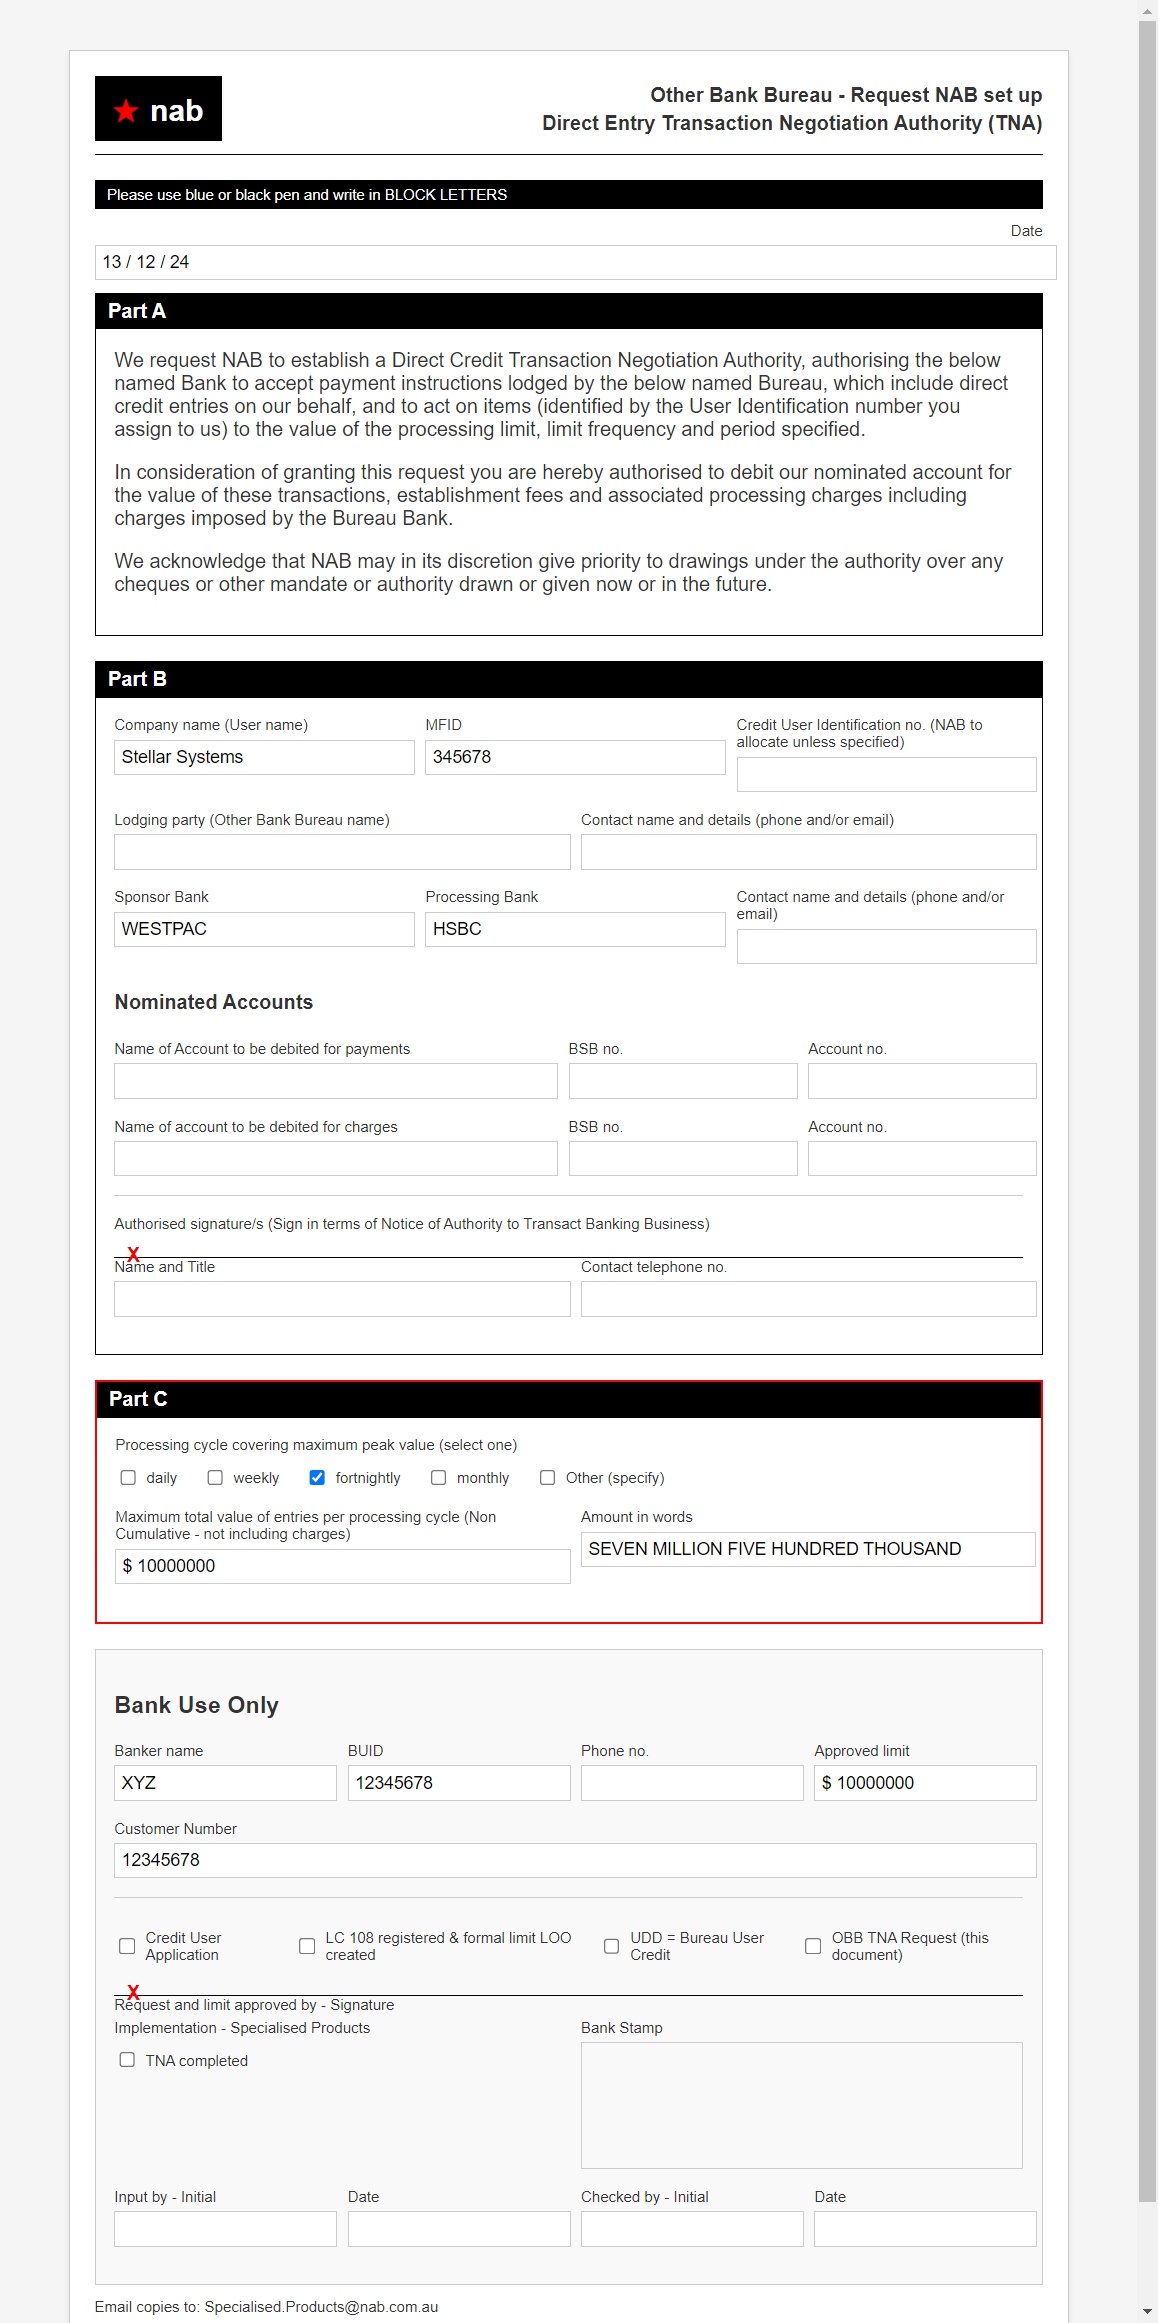 ★ nab
Other Bank Bureau - Request NAB set up
Direct Entry Transaction Negotiation Authority (TNA)
Please use blue or black pen and write in BLOCK LETTERS
Date
13 / 12 / 24
Part A
We request NAB to establish a Direct Credit Transaction Negotiation Authority, authorising the below
named Bank to accept payment instructions lodged by the below named Bureau, which include direct
credit entries on our behalf, and to act on items (identified by the User Identification number you
assign to us) to the value of the processing limit, limit frequency and period specified.
In consideration of granting this request you are hereby authorised to debit our nominated account for
the value of these transactions, establishment fees and associated processing charges including
charges imposed by the Bureau Bank.
We acknowledge that NAB may in its discretion give priority to drawings under the authority over any
cheques or other mandate or authority drawn or given now or in the future.
Part B
Company name (User name)
Stellar Systems
MFID
345678
Credit User Identification no. (NAB to
allocate unless specified)
Lodging party (Other Bank Bureau name)
Contact name and details (phone and/or email)
Sponsor Bank
WESTPAC
Processing Bank
HSBC
Contact name and details (phone and/or
email)
Nominated Accounts
Name of Account to be debited for payments
BSB no.
Account no.
Name of account to be debited for charges
BSB no.
Account no.
Authorised signature/s (Sign in terms of Notice of Authority to Transact Banking Business)
X
Name and Title
Contact telephone no.
Part C
Processing cycle covering maximum peak value (select one)
daily
weekly
fortnightly
monthly
Other (specify)
Maximum total value of entries per processing cycle (Non
Cumulative - not including charges)
$ 10000000
Amount in words
SEVEN MILLION FIVE HUNDRED THOUSAND
Bank Use Only
Banker name
XYZ
BUID
12345678
Phone no.
Approved limit
$ 10000000
Customer Number
12345678
Credit User
Application
LC 108 registered & formal limit LOO
created
UDD = Bureau User
Credit
OBB TNA Request (this
document)
X
Request and limit approved by - Signature
Implementation - Specialised Products
TNA completed
Bank Stamp
Input by - Initial
Date
Checked by - Initial
Date
Email copies to: Specialised.Products@nab.com.au